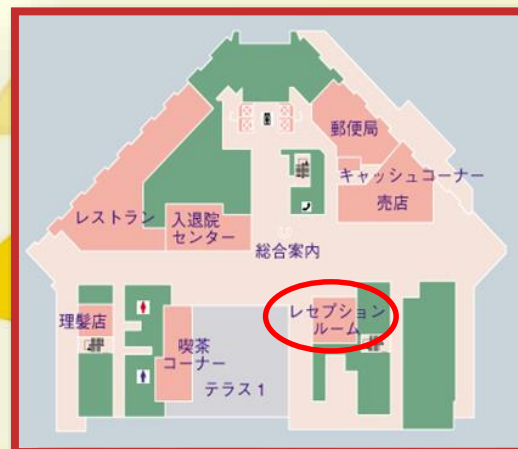 郵便局
キャッシュコーナー
売店
レストラン
入退院
センター
総合案内
レセプション
ルーム
理髪店
喫茶
コーナー
テラス1